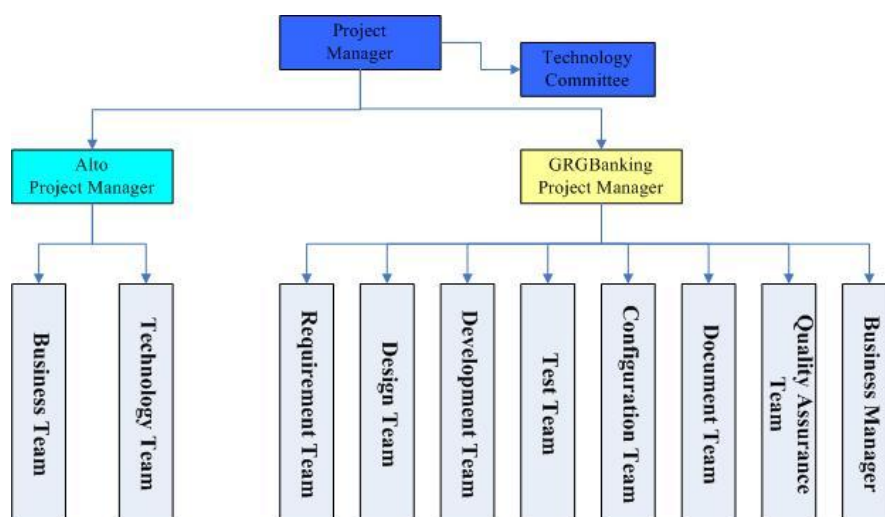 Project
Manager
Technology
Committee
Alto
Project Manager
GRGBanking
Project Manager
Business Team
Technology Team
Requirement Team
Design Team
Development Team
Test Team
Configuration Team
Document Team
Quality Assurance
Team
Business Manager